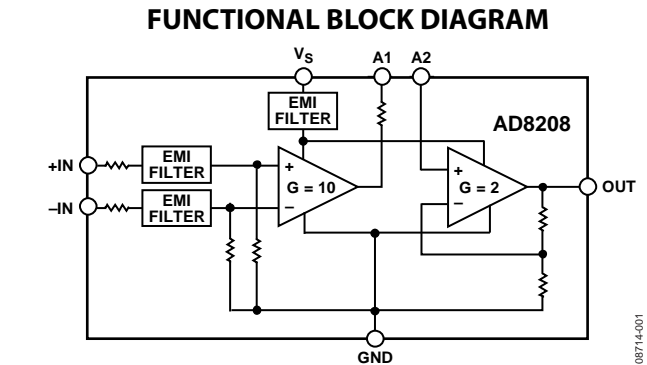 FUNCTIONAL BLOCK DIAGRAM
VS A1 A2
EMI
FILTER
AD8208
+IN
EMI
FILTER
+
G = 10
–
+
G = 2
–
OUT
–IN
EMI
FILTER
GND
08714-001